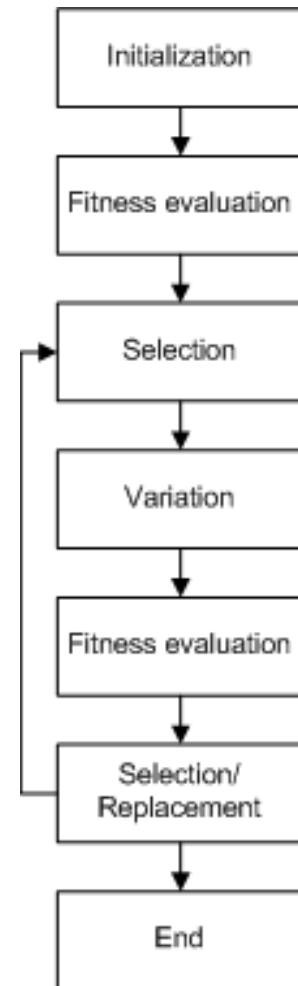 Initialization
Fitness evaluation
Selection
Variation
Fitness evaluation
Selection/
Replacement
End